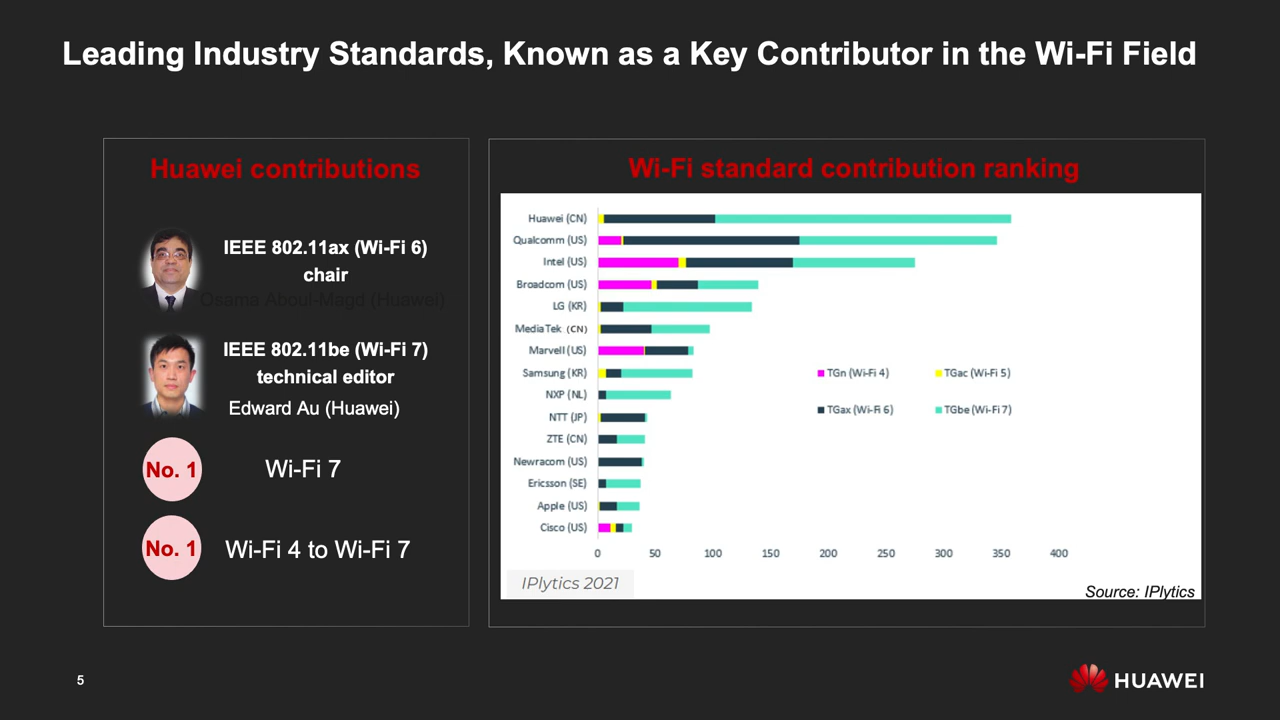 Leading Industry Standards, Known as a Key Contributor in the Wi-Fi Field
Huawei contributions
IEEE 802.11ax (Wi-Fi 6)
chair
Osama Aboul-Magd (Huawei)
IEEE 802.11be (Wi-Fi 7)
technical editor
Edward Au (Huawei)
No. 1 Wi-Fi 7
No. 1 Wi-Fi 4 to Wi-Fi 7
Wi-Fi standard contribution ranking
Huawei (CN)
Qualcomm (US)
Intel (US)
Broadcom (US)
LG (KR)
MediaTek (CN)
Marvell (US)
Samsung (KR)
NXP (NL)
NTT (JP)
ZTE (CN)
Newracom (US)
Ericsson (SE)
Apple (US)
Cisco (US)
0 50 100 150 200 250 300 350 400
TGn (Wi-Fi 4) TGac (Wi-Fi 5)
TGax (Wi-Fi 6) TGbe (Wi-Fi 7)
IPlytics 2021
Source: IPlytics
5
HUAWEI